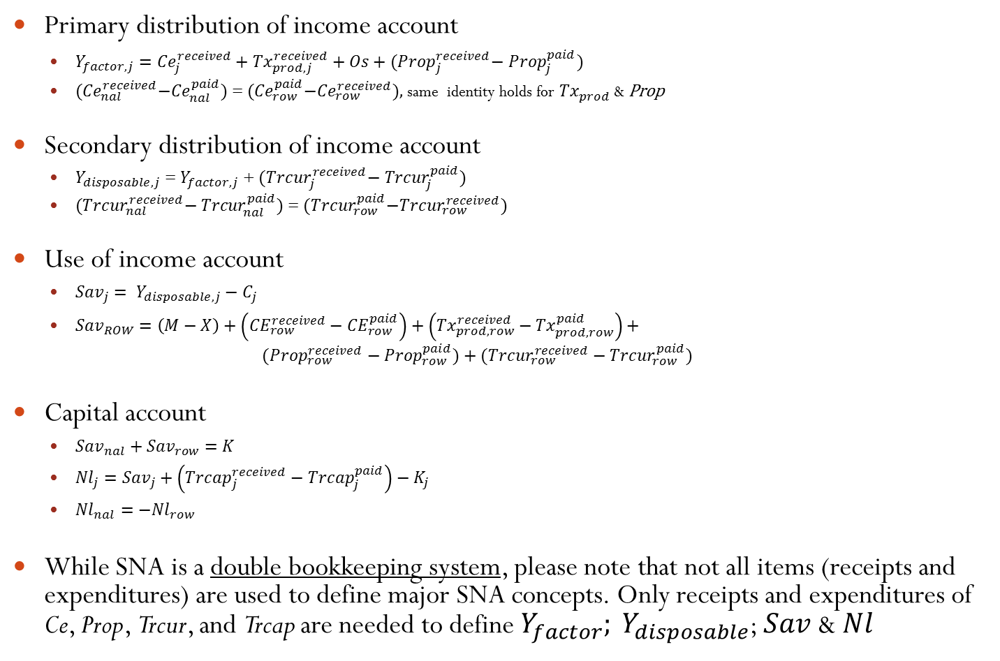 • Primary distribution of income account
• Y_{factor,j} = Ce_j^{received} + Tx_{prod,j}^{received} + Os + (Prop_j^{received} − Prop_j^{paid})
• (Ce_{nal}^{received} − Ce_{nal}^{paid}) = (Ce_{row}^{paid} − Ce_{row}^{received}), same identity holds for Tx_{prod} & Prop
• Secondary distribution of income account
• Y_{disposable,j} = Y_{factor,j} + (Trcur_j^{received} − Trcur_j^{paid})
• (Trcur_{nal}^{received} − Trcur_{nal}^{paid}) = (Trcur_{row}^{paid} − Trcur_{row}^{received})
• Use of income account
• Sav_j = Y_{disposable,j} − C_j
• Sav_{ROW} = (M − X) + (CE_{row}^{received} − CE_{row}^{paid}) + (Tx_{prod,row}^{received} − Tx_{prod,row}^{paid}) +
(Prop_{row}^{received} − Prop_{row}^{paid}) + (Trcur_{row}^{received} − Trcur_{row}^{paid})
• Capital account
• Sav_{nal} + Sav_{row} = K
• Nl_j = Sav_j + (Trcap_j^{received} − Trcap_j^{paid}) − K_j
• Nl_{nal} = −Nl_{row}
• While SNA is a double bookkeeping system, please note that not all items (receipts and
expenditures) are used to define major SNA concepts. Only receipts and expenditures of
Ce, Prop, Trcur, and Trcap are needed to define Y_{factor}; Y_{disposable}; Sav & Nl